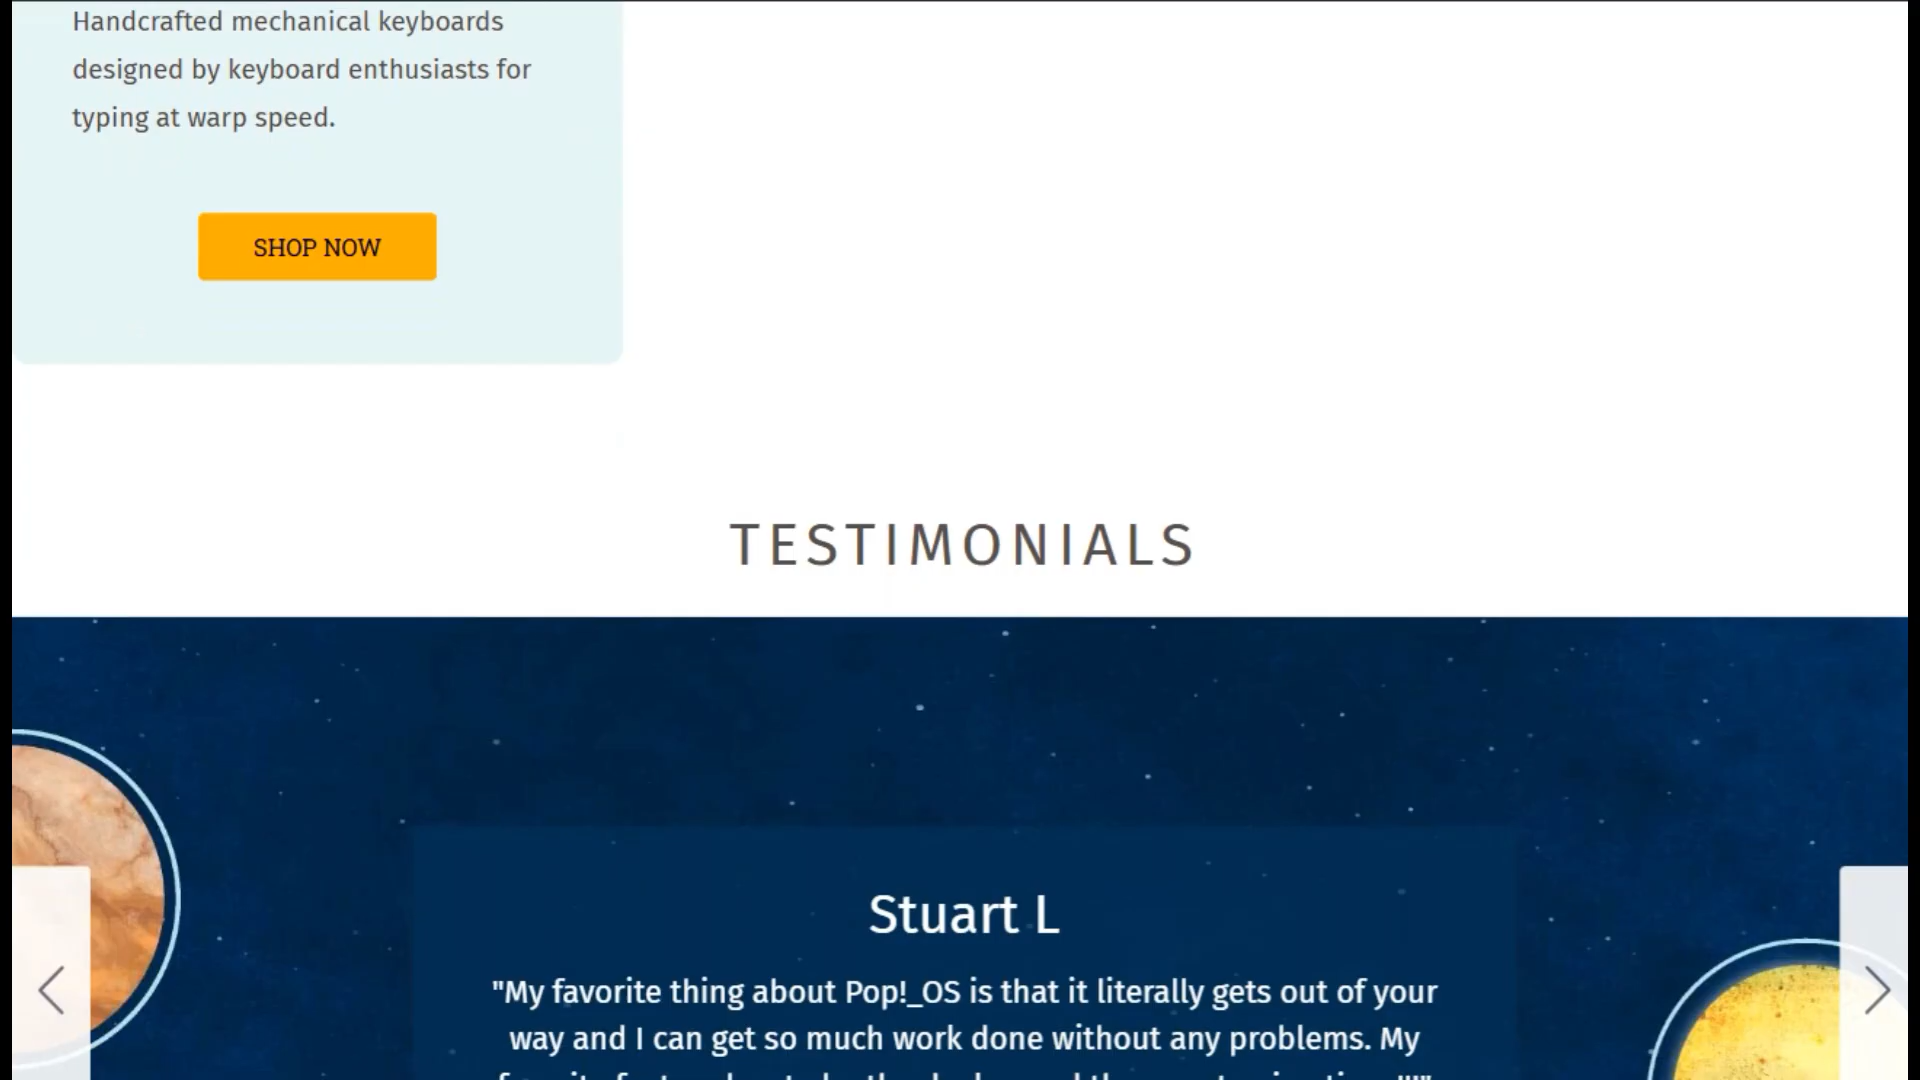 Handcrafted mechanical keyboards
designed by keyboard enthusiasts for
typing at warp speed.
SHOP NOW
TESTIMONIALS
Stuart L
"My favorite thing about Pop!_OS is that it literally gets out of your
way and I can get so much work done without any problems. My